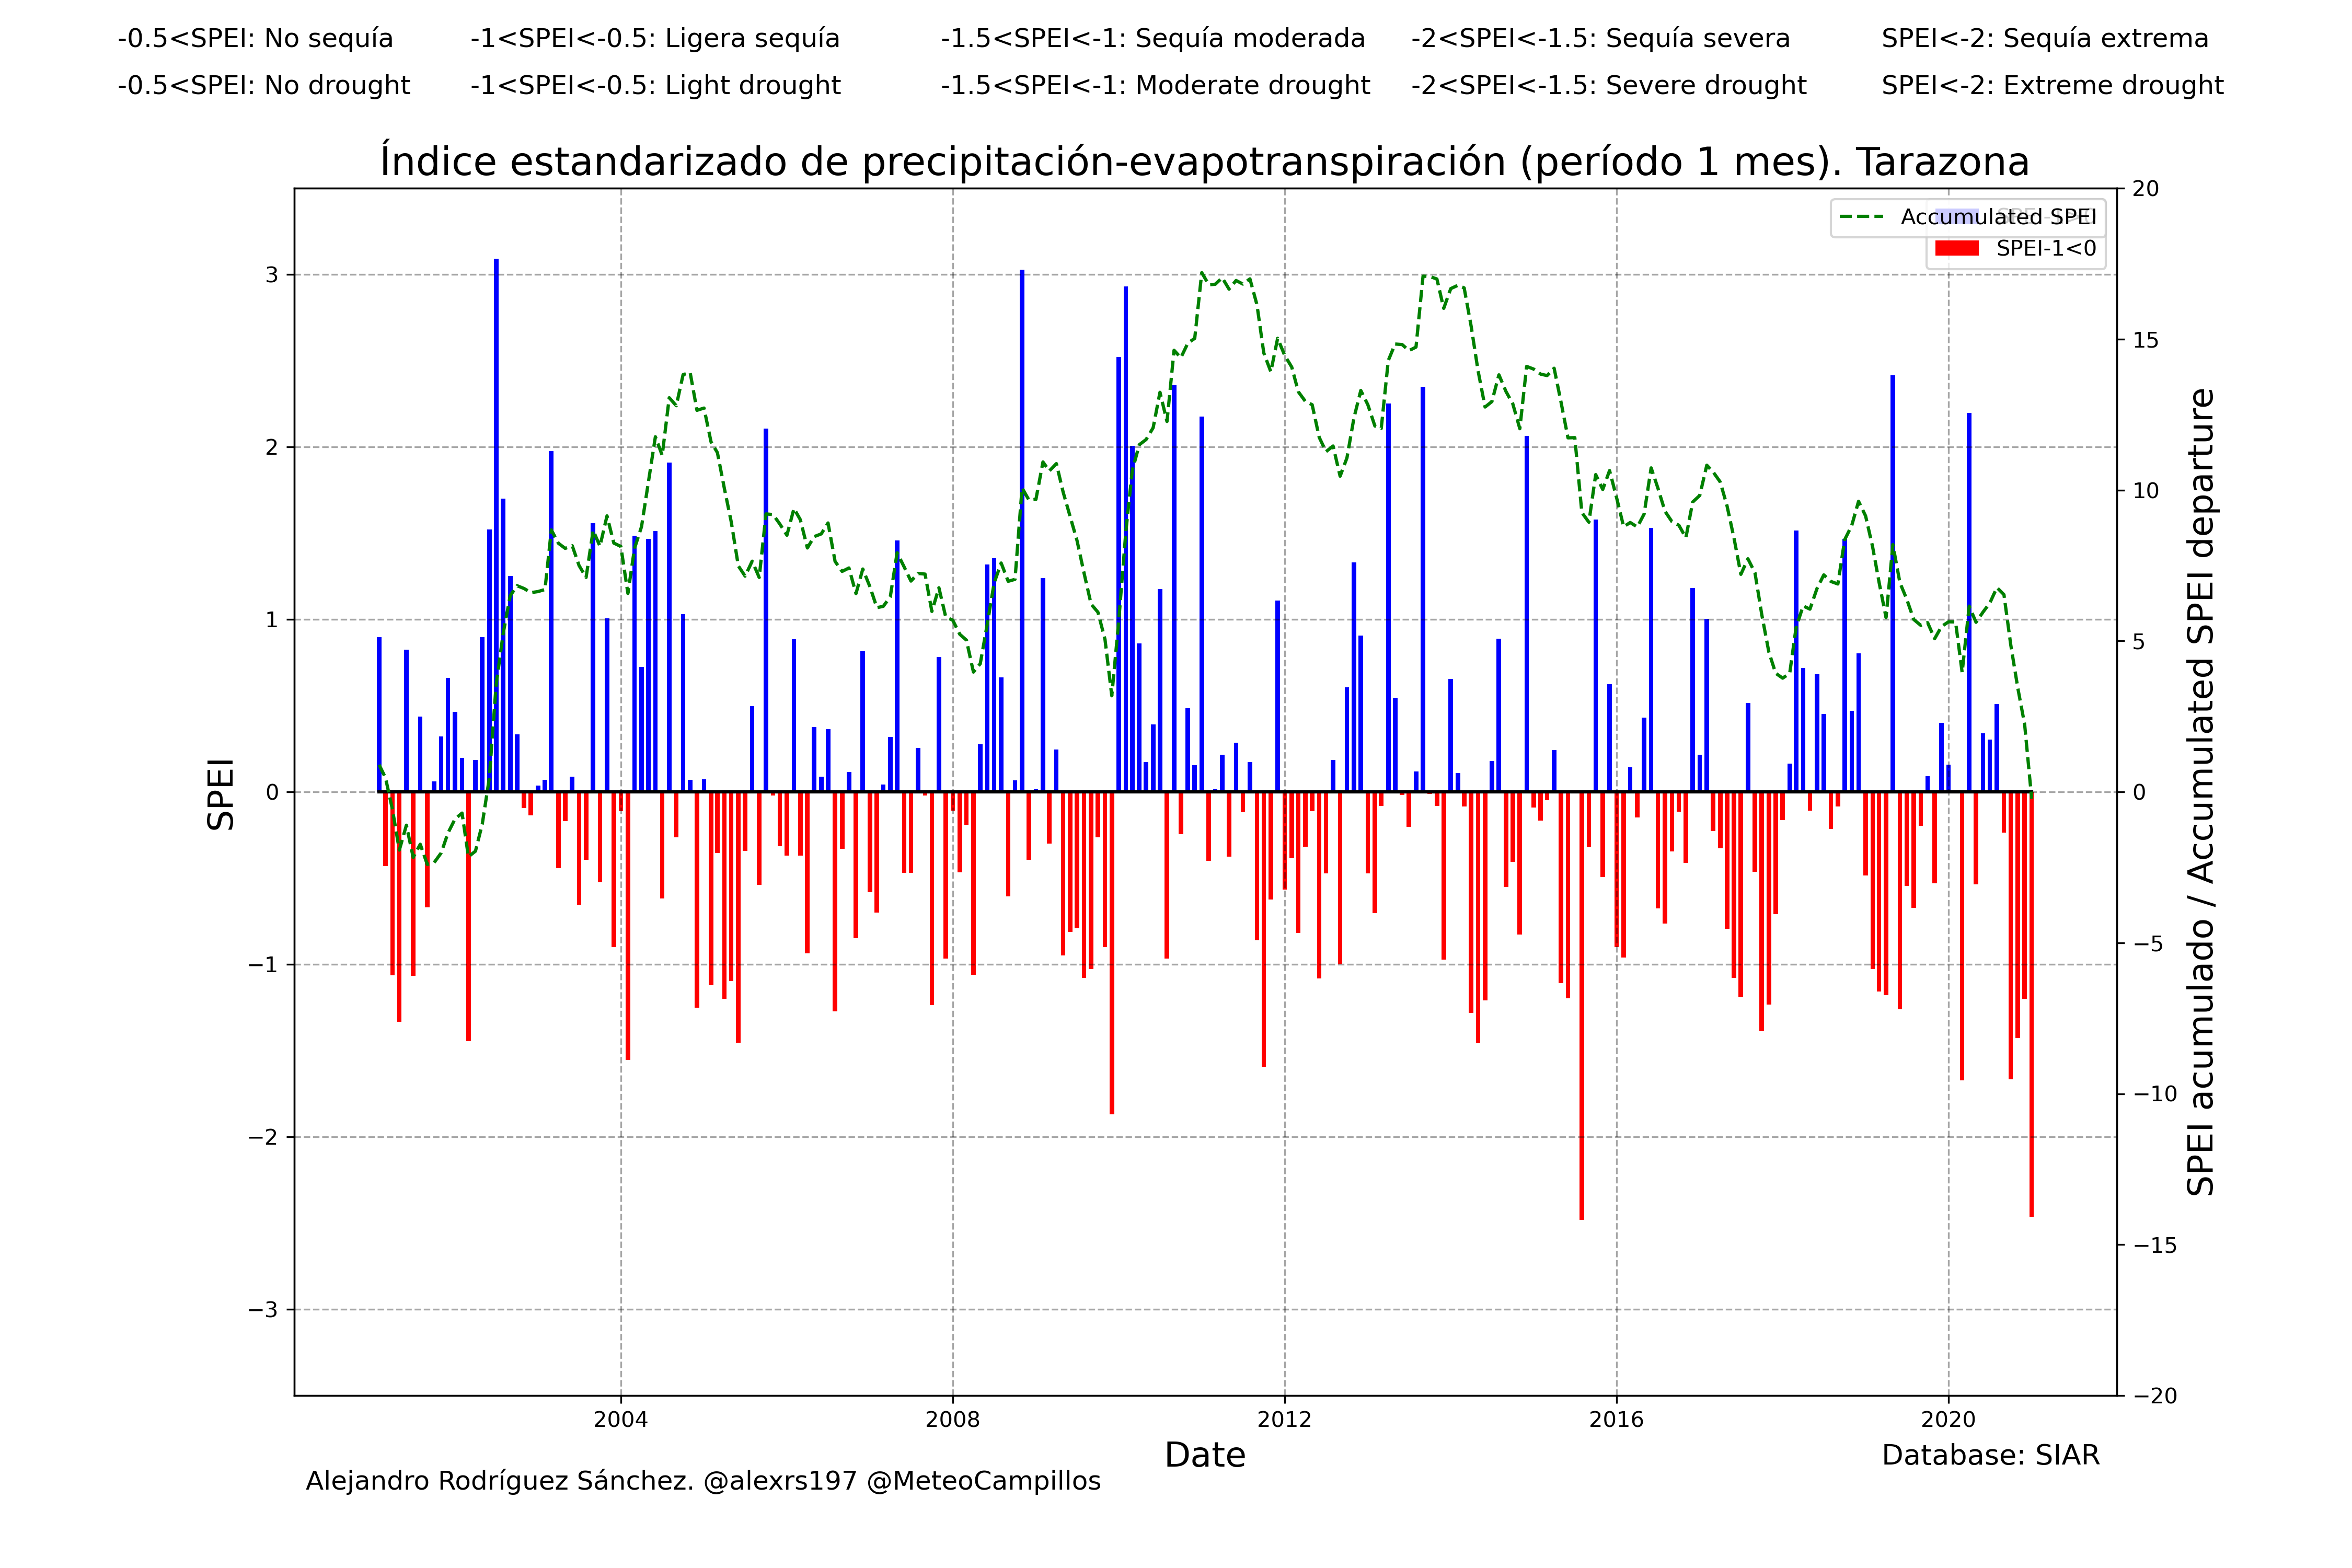 -0.5<SPEI: No sequía -1<SPEI<-0.5: Ligera sequía -1.5<SPEI<-1: Sequía moderada -2<SPEI<-1.5: Sequía severa SPEI<-2: Sequía extrema
-0.5<SPEI: No drought -1<SPEI<-0.5: Light drought -1.5<SPEI<-1: Moderate drought -2<SPEI<-1.5: Severe drought SPEI<-2: Extreme drought
Índice estandarizado de precipitación-evapotranspiración (período 1 mes). Tarazona
Accumulated SPEI
SPEI-1<0
SPEI
3
2
1
0
−1
−2
−3
20
15
10
5
0
−5
−10
−15
−20
SPEI acumulado / Accumulated SPEI departure
2004 2008 2012 2016 2020
Date
Database: SIAR
Alejandro Rodríguez Sánchez. @alexrs197 @MeteoCampillos